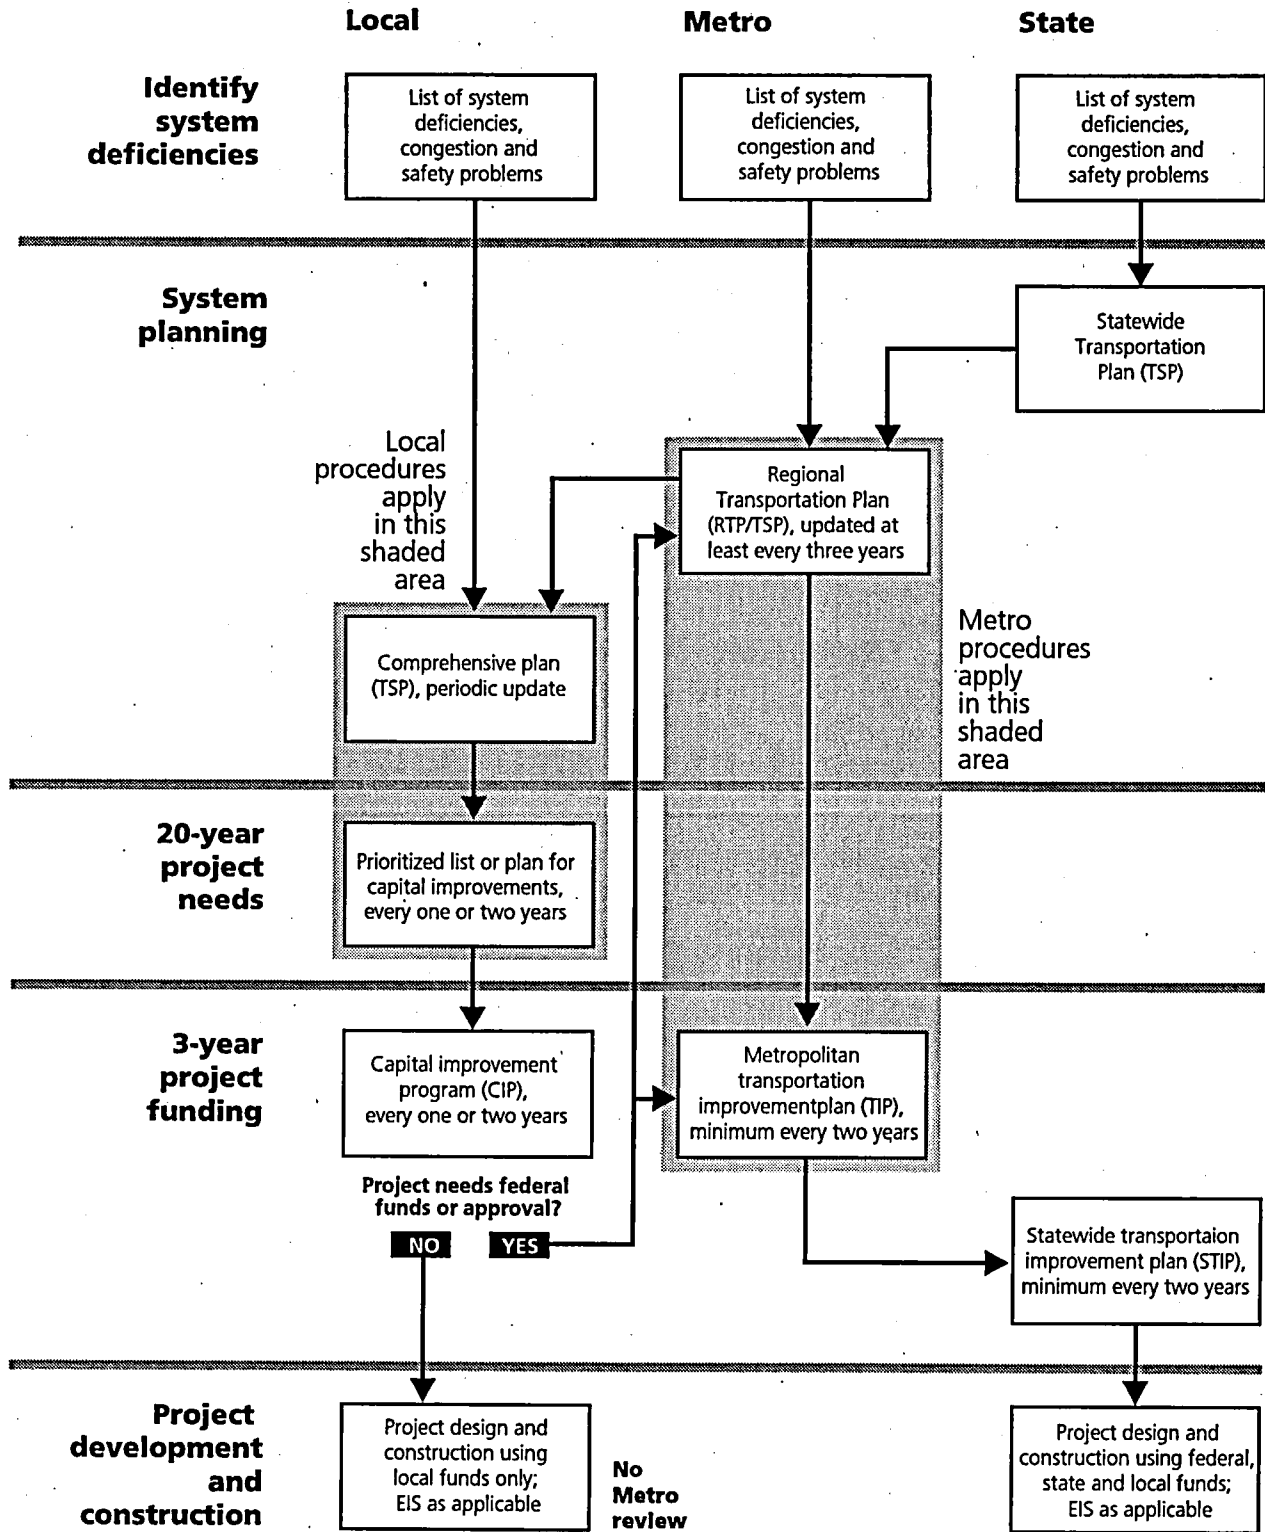 Local
Metro
State
Identify
system
deficiencies
List of system
deficiencies,
congestion and
safety problems
List of system
deficiencies,
congestion and
safety problems
List of system
deficiencies,
congestion and
safety problems
System
planning
Statewide
Transportation
Plan (TSP)
Local
procedures
apply
in this
shaded
area
Regional
Transportation Plan
(RTP/TSP), updated at
least every three years
Comprehensive plan
(TSP), periodic update
Metro
procedures
apply
in this
shaded
area
20-year
project
needs
Prioritized list or plan for
capital improvements,
every one or two years
3-year
project
funding
Capital improvement
program (CIP),
every one or two years
Metropolitan
transportation
improvementplan (TIP),
minimum every two years
Project needs federal
funds or approval?
NO
YES
Statewide transportaion
improvement plan (STIP),
minimum every two years
Project
development
and
construction
Project design and
construction using
local funds only;
EIS as applicable
No
Metro
review
Project design and
construction using federal,
state and local funds;
EIS as applicable